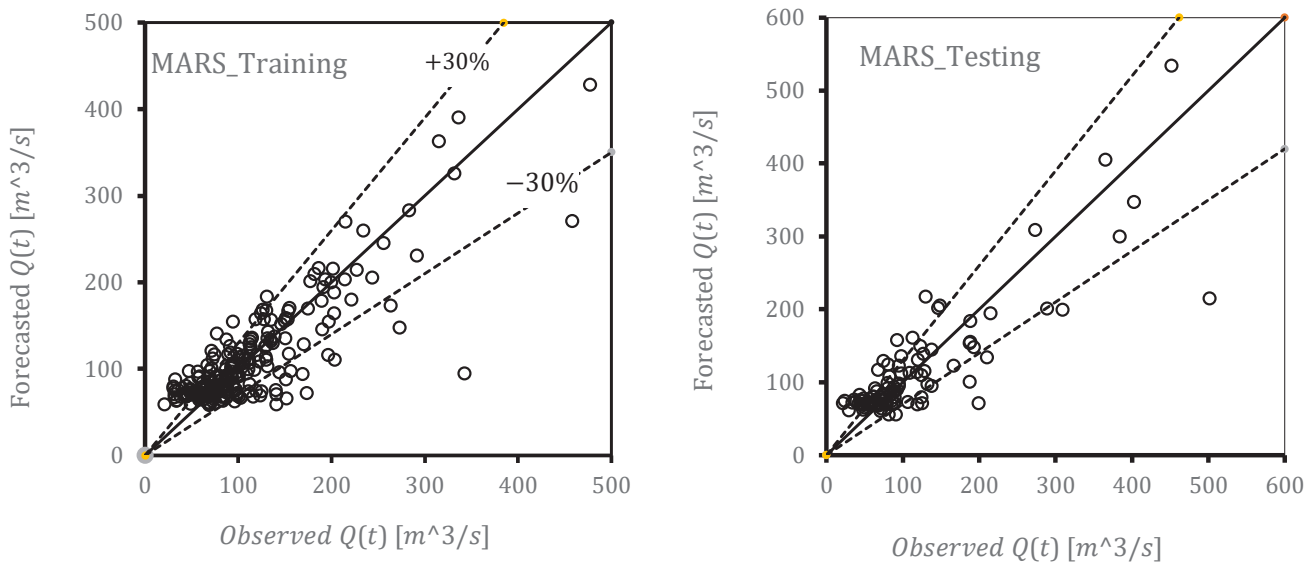 MARS_Training
+30%
−30%
500
400
300
200
100
0
0 100 200 300 400 500
Forecasted Q(t) [m^3/s]
Observed Q(t) [m^3/s]
MARS_Testing
600
500
400
300
200
100
0
0 100 200 300 400 500 600
Forecasted Q(t) [m^3/s]
Observed Q(t) [m^3/s]